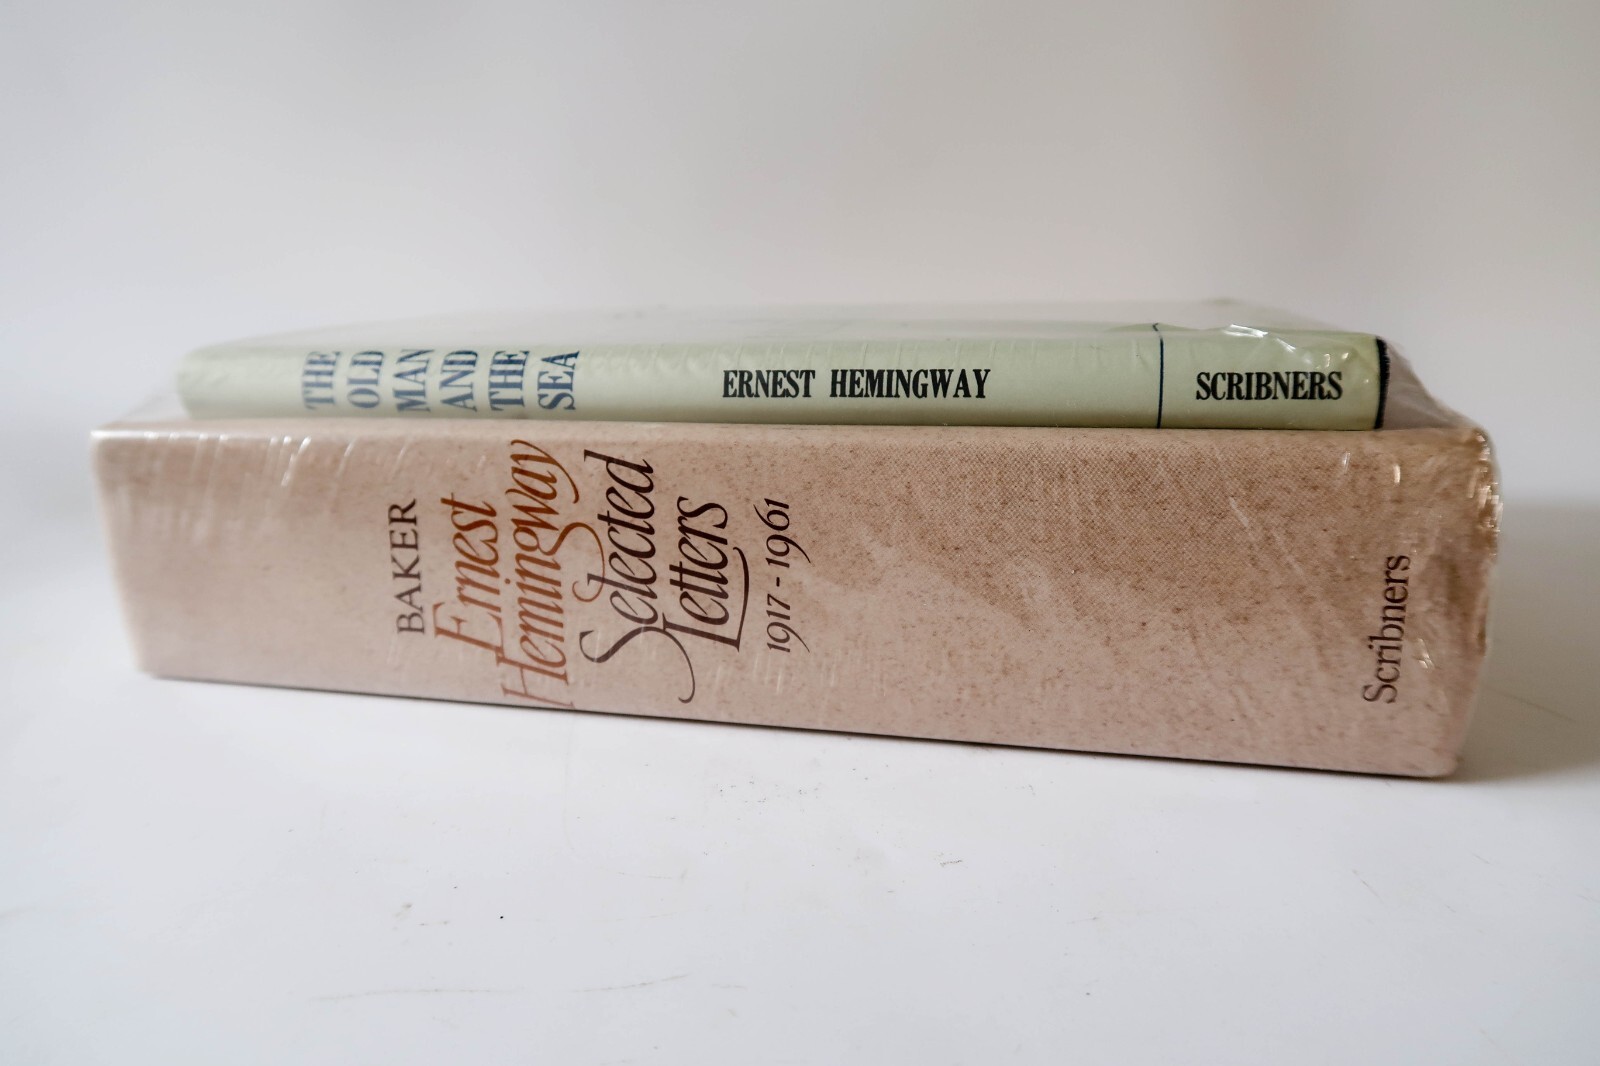 THE
OLD
MAN
AND
THE
SEA
ERNEST HEMINGWAY
SCRIBNERS
BAKER
Ernest
Hemingway
Selected
Letters
1917-1961
Scribners